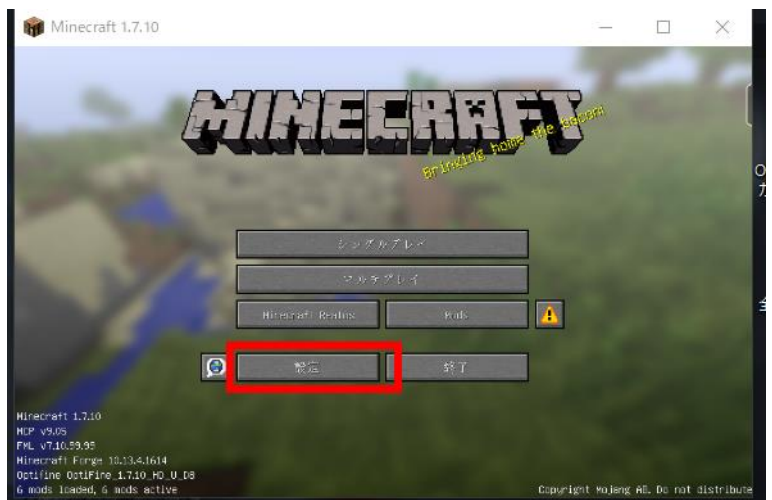 Minecraft 1.7.10
MINECRAFT
Bringing home the bacon!
シングルプレイ
マルチプレイ
Minecraft Realms
Mods
設定
終了
Minecraft 1.7.10
MCP v9.05
FML v7.10.99.95
Minecraft Forge 10.13.4.1614
Optifine OptiFine_1.7.10_HD_U_D8
6 mods loaded, 6 mods active
Copyright Mojang AB. Do not distribute